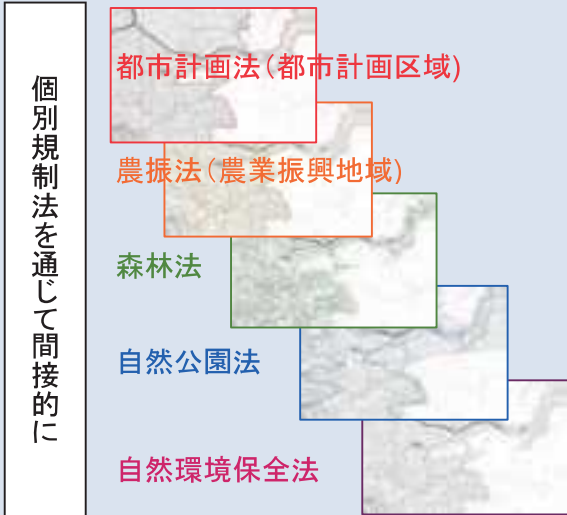 個別規制法を通じて間接的に
都市計画法(都市計画区域)
農振法(農業振興地域)
森林法
自然公園法
自然環境保全法